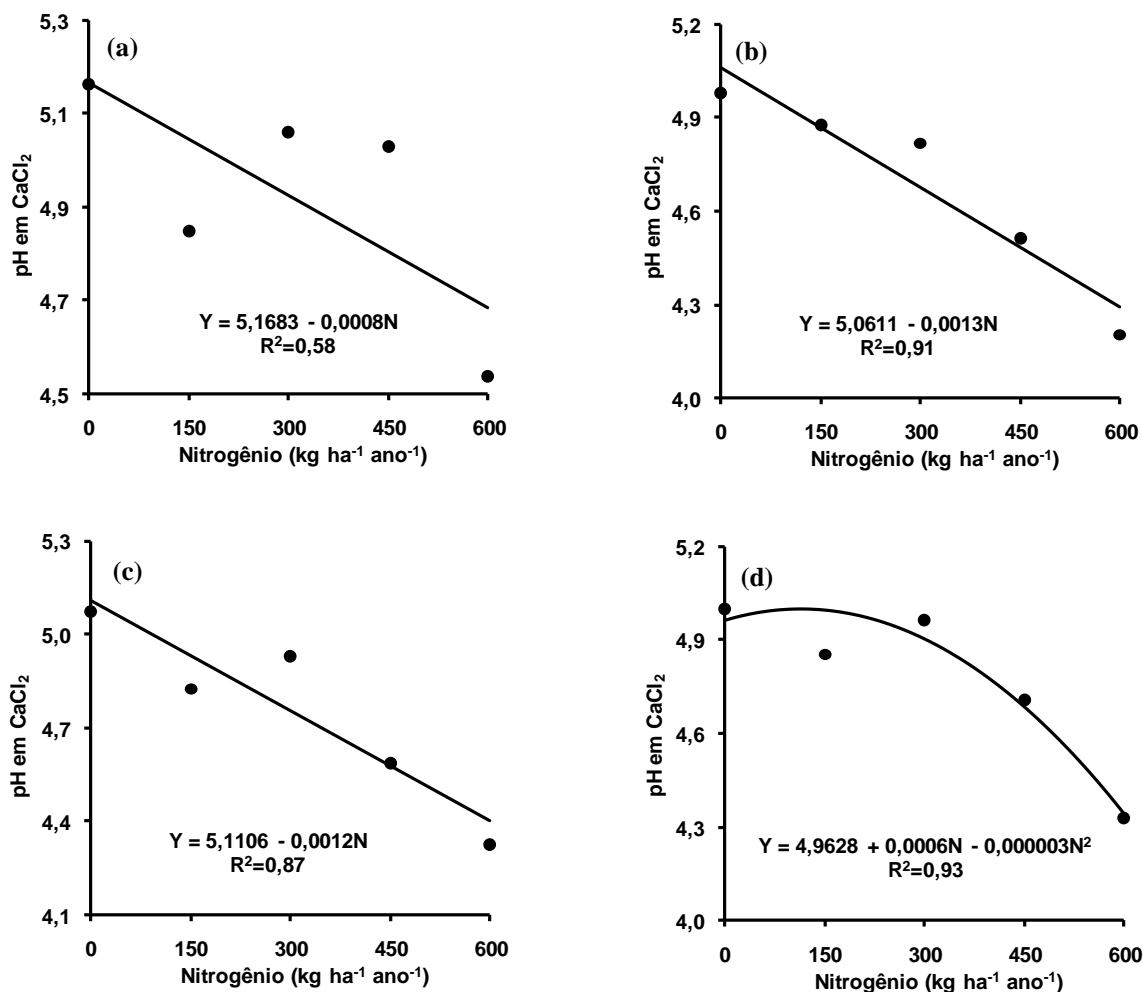 (a)
5,3
5,1
4,9
4,7
4,5
pH em CaCl₂
Y = 5,1683 - 0,0008N
R²=0,58
0 150 300 450 600
Nitrogênio (kg ha⁻¹ ano⁻¹)
(b)
5,2
4,9
4,6
4,3
4,0
pH em CaCl₂
Y = 5,0611 - 0,0013N
R²=0,91
0 150 300 450 600
Nitrogênio (kg ha⁻¹ ano⁻¹)
(c)
5,3
5,0
4,7
4,4
4,1
pH em CaCl₂
Y = 5,1106 - 0,0012N
R²=0,87
0 150 300 450 600
Nitrogênio (kg ha⁻¹ ano⁻¹)
(d)
5,2
4,9
4,6
4,3
4,0
pH em CaCl₂
Y = 4,9628 + 0,0006N - 0,000003N²
R²=0,93
0 150 300 450 600
Nitrogênio (kg ha⁻¹ ano⁻¹)